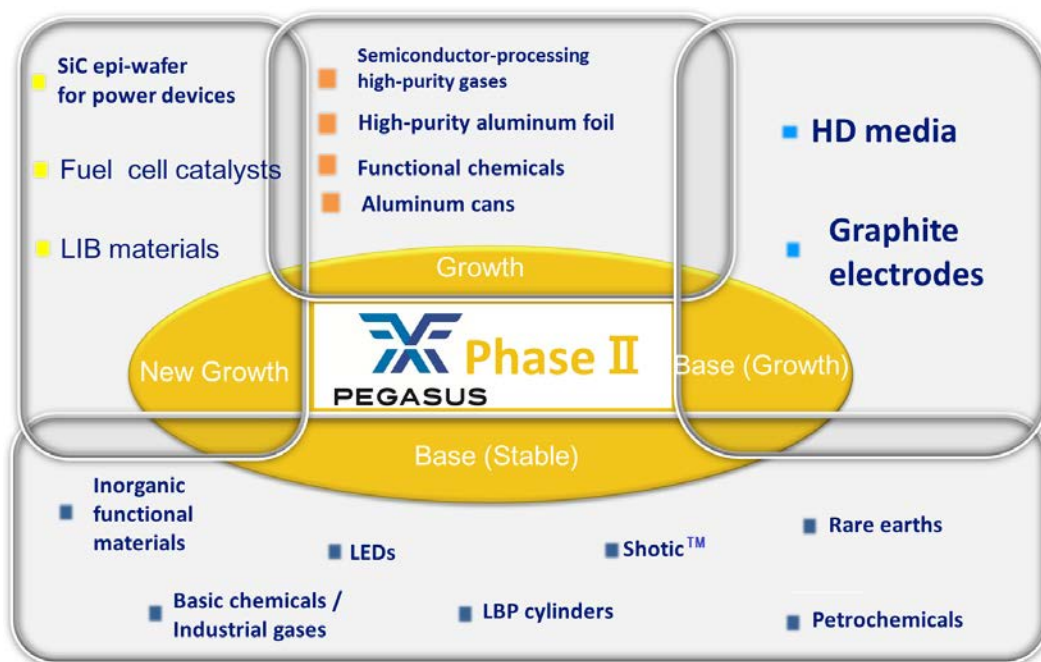 SiC epi-wafer
for power devices
Fuel cell catalysts
LIB materials
Semiconductor-processing
high-purity gases
High-purity aluminum foil
Functional chemicals
Aluminum cans
HD media
Graphite
electrodes
Growth
New Growth
PEGASUS
Phase Ⅱ
Base (Growth)
Base (Stable)
Inorganic
functional
materials
LEDs
Shotic™
Rare earths
Basic chemicals /
Industrial gases
LBP cylinders
Petrochemicals